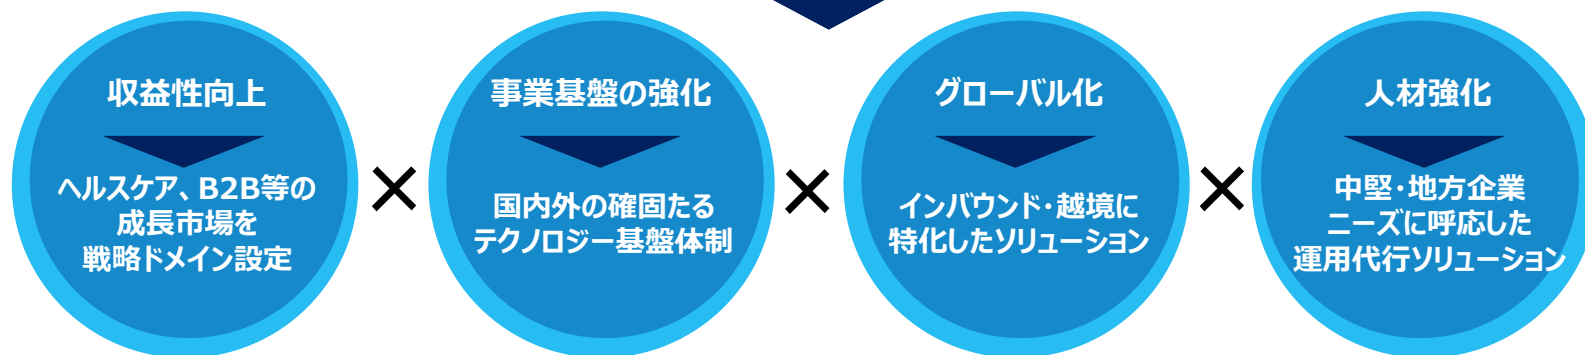 収益性向上
ヘルスケア、B2B等の
成長市場を
戦略ドメイン設定
×
事業基盤の強化
国内外の確固たる
テクノロジー基盤体制
×
グローバル化
インバウンド・越境に
特化したソリューション
×
人材強化
中堅・地方企業
ニーズに呼応した
運用代行ソリューション